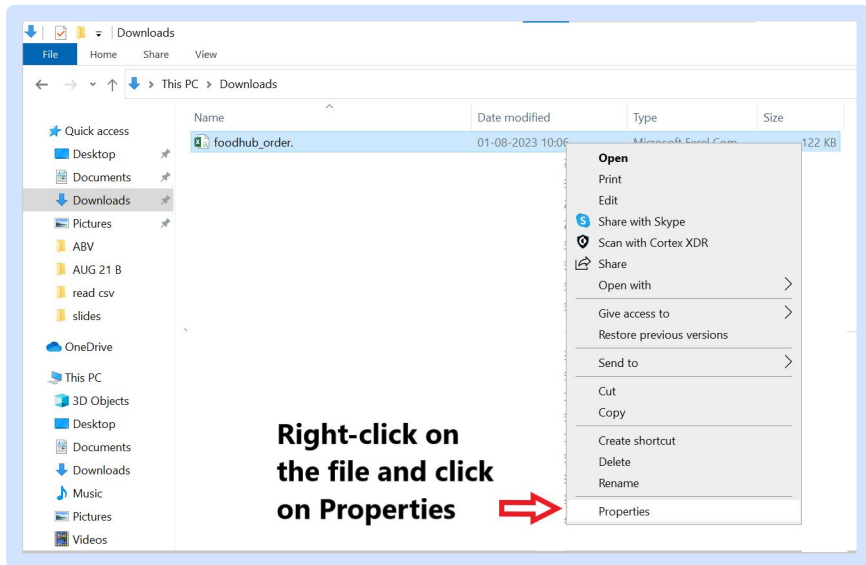 Downloads
File Home Share View
This PC > Downloads
Name Date modified Type Size
Quick access
Desktop
Documents
Downloads
Pictures
ABV
AUG 21 B
read csv
slides
OneDrive
This PC
3D Objects
Desktop
Documents
Downloads
Music
Pictures
Videos
foodhub_order. 01-08-2023 10:06 Microsoft Excel Com 122 KB
Open
Print
Edit
Share with Skype
Scan with Cortex XDR
Share
Open with
Give access to
Restore previous versions
Send to
Cut
Copy
Create shortcut
Delete
Rename
Properties
Right-click on
the file and click
on Properties